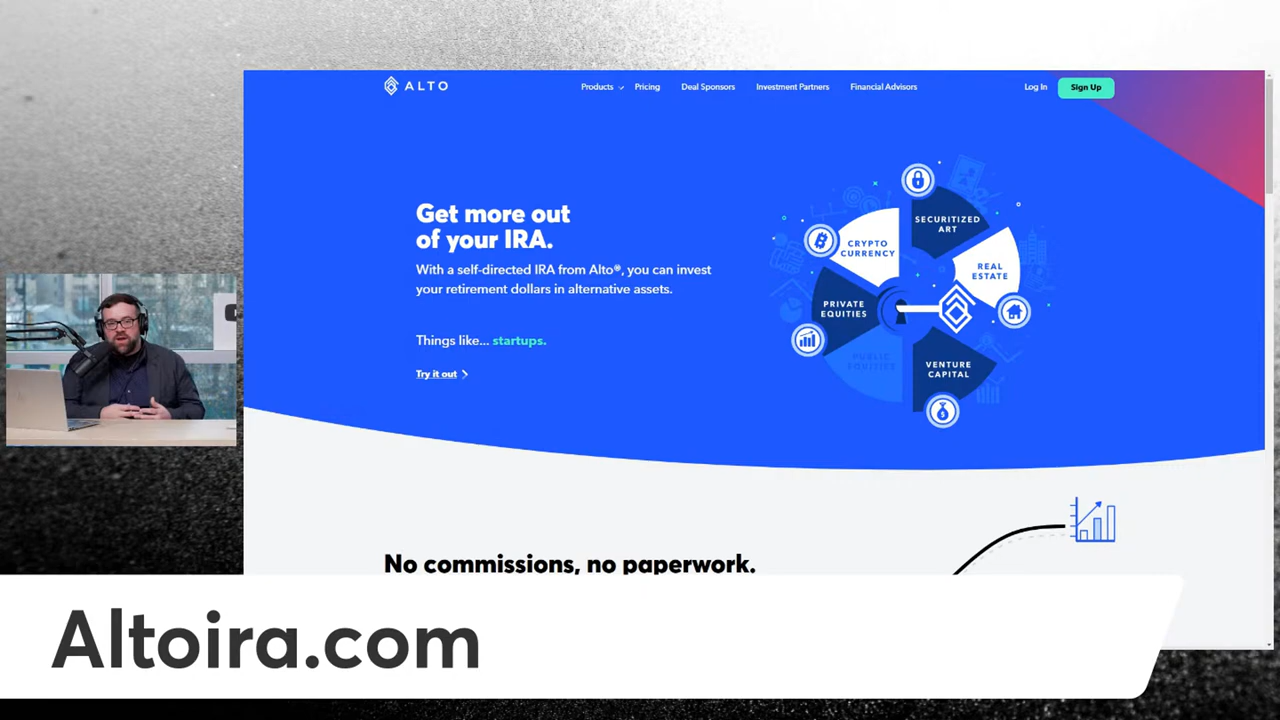 ALTO
Products
Pricing
Deal Sponsors
Investment Partners
Financial Advisors
Log In
Sign Up
Get more out
of your IRA.
With a self-directed IRA from Alto®, you can invest
your retirement dollars in alternative assets.
Things like... startups.
Try it out
SECURITIZED
ART
CRYPTO
CURRENCY
REAL
ESTATE
PRIVATE
EQUITIES
PUBLIC
EQUITIES
VENTURE
CAPITAL
No commissions, no paperwork.
Altoira.com